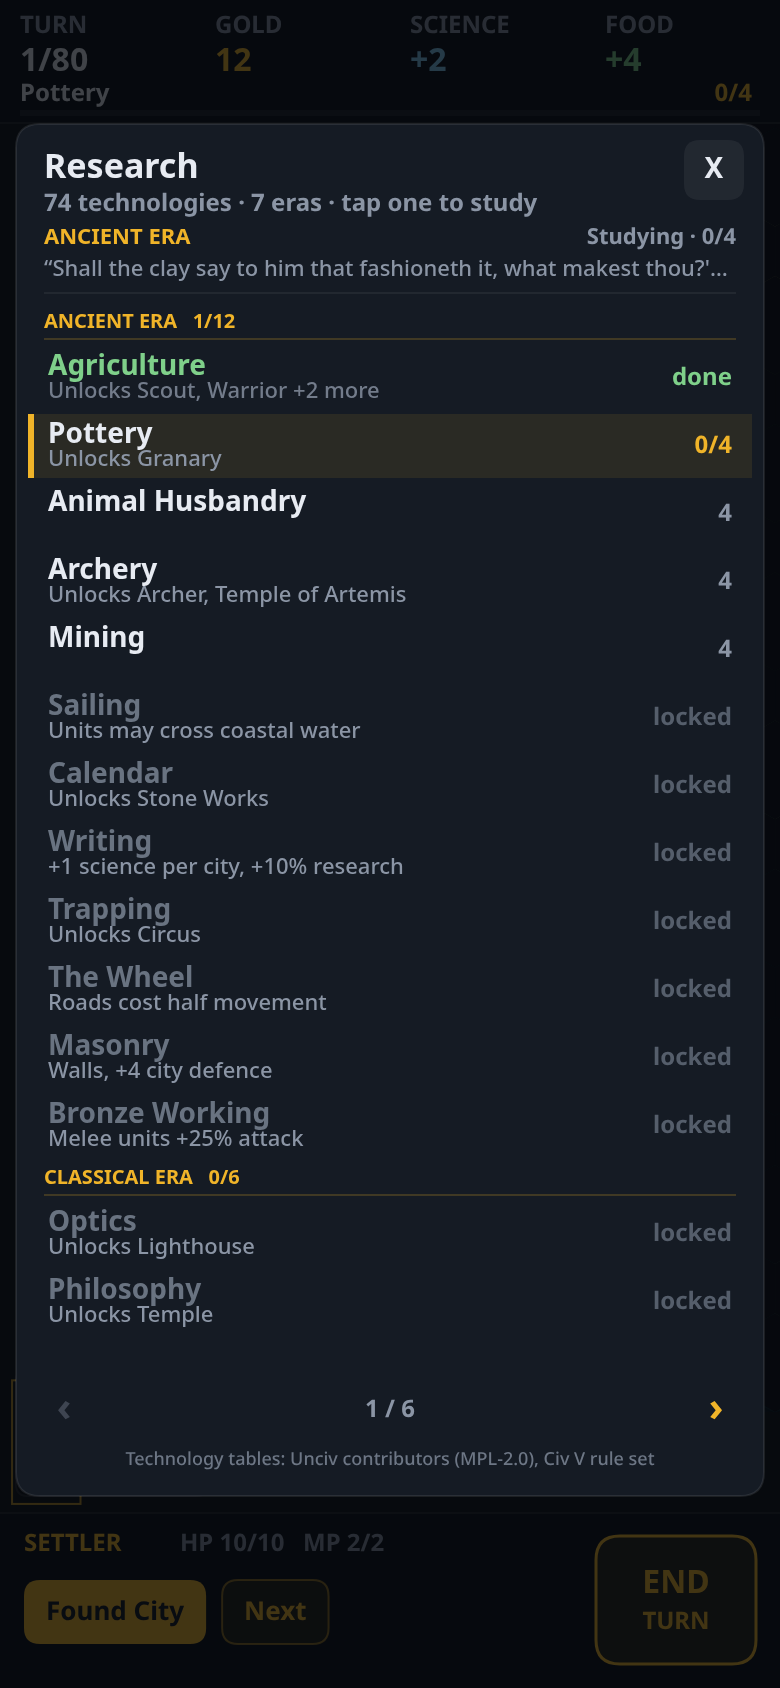 TURN GOLD SCIENCE FOOD
1/80 12 +2 +4
Pottery 0/4
Research X
74 technologies · 7 eras · tap one to study
ANCIENT ERA Studying · 0/4
“Shall the clay say to him that fashioneth it, what makest thou?'...
ANCIENT ERA 1/12
Agriculture done
Unlocks Scout, Warrior +2 more
Pottery 0/4
Unlocks Granary
Animal Husbandry 4
Archery 4
Unlocks Archer, Temple of Artemis
Mining 4
Sailing locked
Units may cross coastal water
Calendar locked
Unlocks Stone Works
Writing locked
+1 science per city, +10% research
Trapping locked
Unlocks Circus
The Wheel locked
Roads cost half movement
Masonry locked
Walls, +4 city defence
Bronze Working locked
Melee units +25% attack
CLASSICAL ERA 0/6
Optics locked
Unlocks Lighthouse
Philosophy locked
Unlocks Temple
‹ 1 / 6 ›
Technology tables: Unciv contributors (MPL-2.0), Civ V rule set
SETTLER HP 10/10 MP 2/2
Found City Next
END
TURN